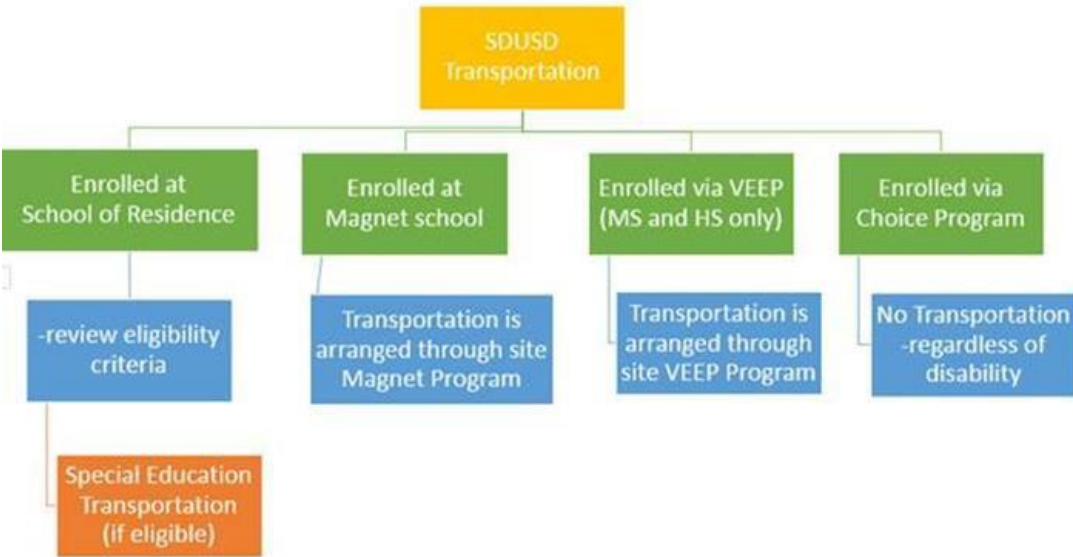 SDUSD
Transportation
Enrolled at
School of Residence
Enrolled at
Magnet school
Enrolled via VEEP
(MS and HS only)
Enrolled via
Choice Program
-review eligibility
criteria
Transportation is
arranged through site
Magnet Program
Transportation is
arranged through
site VEEP Program
No Transportation
-regardless of
disability
Special Education
Transportation
(if eligible)